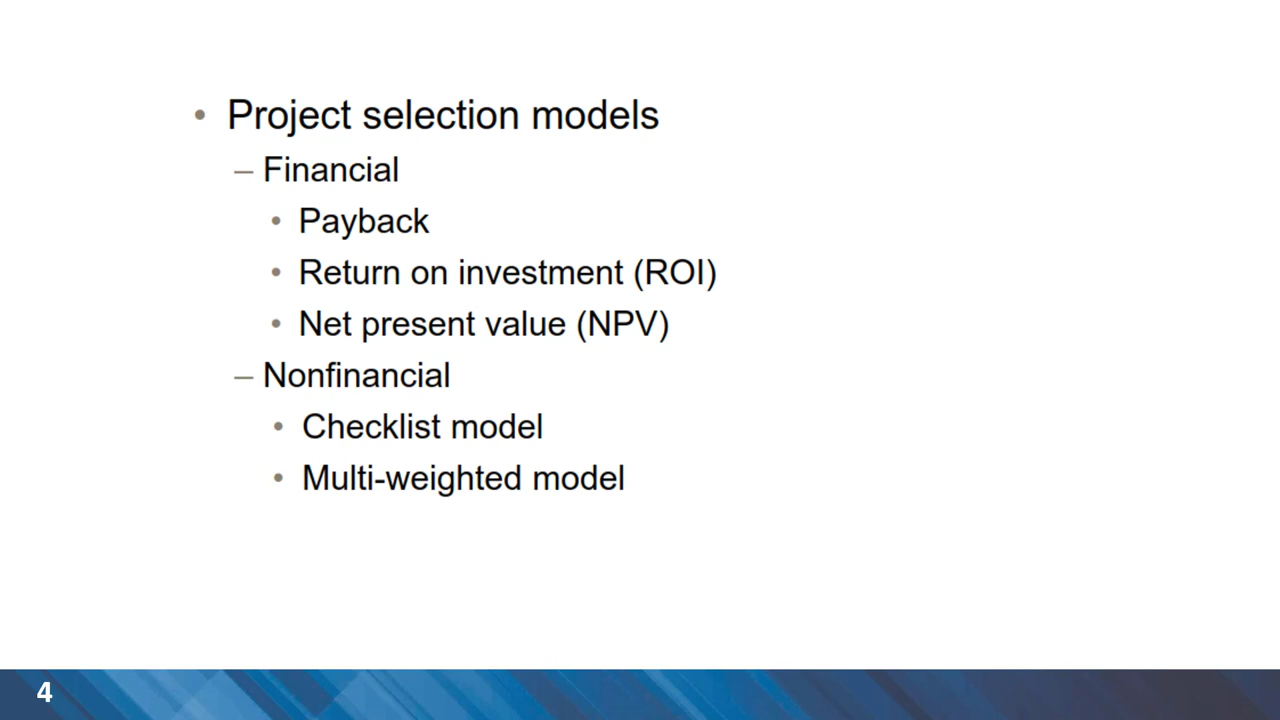 • Project selection models
– Financial
• Payback
• Return on investment (ROI)
• Net present value (NPV)
– Nonfinancial
• Checklist model
• Multi-weighted model
4